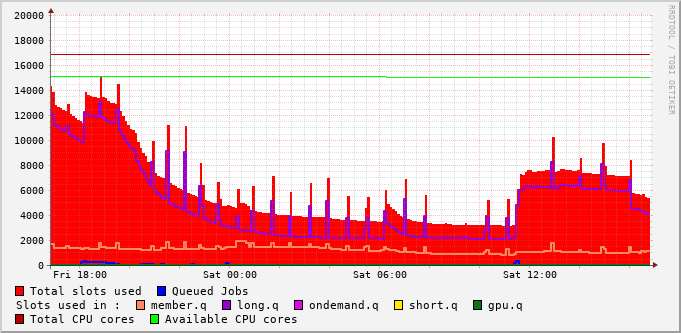 20000
18000
16000
14000
12000
10000
8000
6000
4000
2000
0
Fri 18:00 Sat 00:00 Sat 06:00 Sat 12:00
RRDTOOL / TOBI OETIKER
Total slots used Queued Jobs
Slots used in : member.q long.q ondemand.q short.q gpu.q
Total CPU cores Available CPU cores